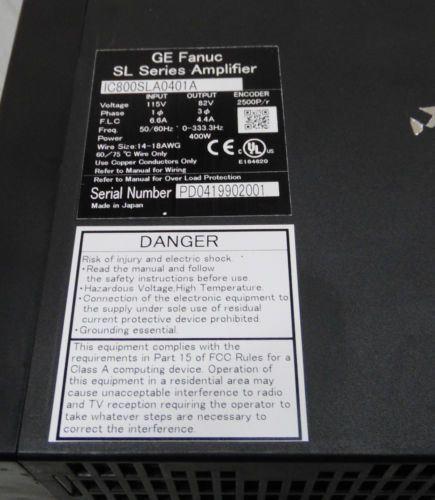 GE Fanuc
SL Series Amplifier
IC800SLA0401A
INPUT OUTPUT ENCODER
Voltage 115V 82V 2500P/r
Phase 1ϕ 3ϕ
F.L.C 6.6A 4.4A
Freq. 50/60Hz 0-333.3Hz
Power 400W
Wire Size:14-18AWG
60/75 ℃ Wire Only
Use Copper Conductors Only
Refer to Manual for Wiring
Refer to Manual for Over Load Protection
CE c UL us
E164620
Serial Number PD0419902001
Made in Japan
DANGER
Risk of injury and electric shock.
•Read the manual and follow
the safety instructions before use.
•Hazardous Voltage,High Temperature.
•Connection of the electronic equipment to
the supply under sole use of residual
current protective device prohibited.
•Grounding essential.
This equipment complies with the
requirements in Part 15 of FCC Rules for a
Class A computing device. Operation of
this equipment in a residential area may
cause unacceptable interference to radio
and TV reception requiring the operator to
take whatever steps are necessary to
correct the interference.